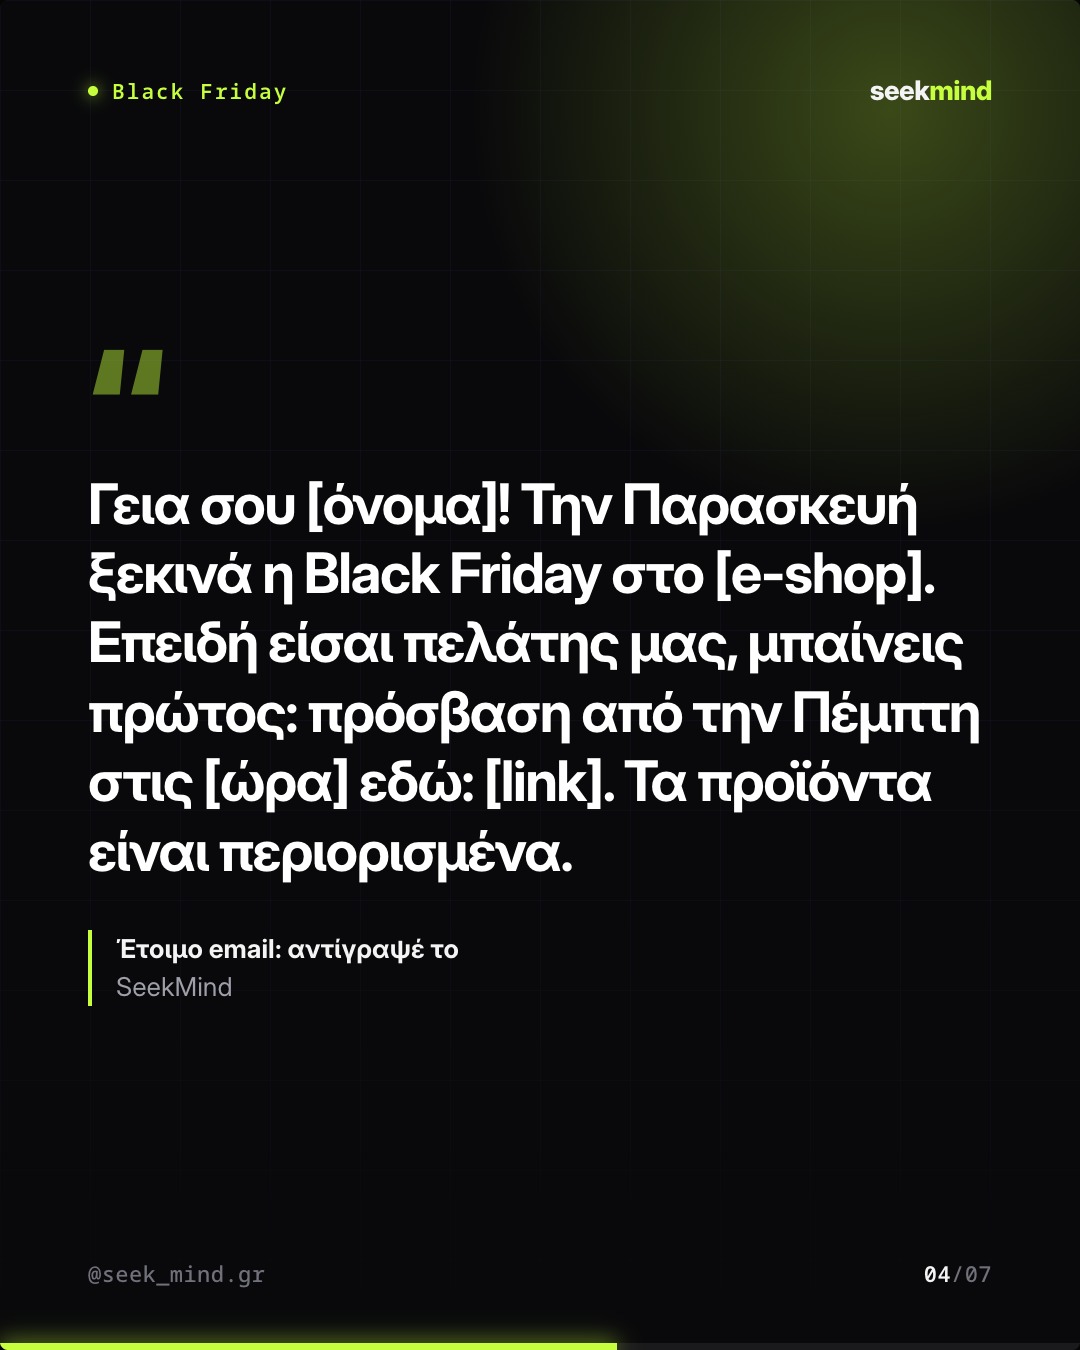 Black Friday
seekmind
"
Γεια σου [όνομα]! Την Παρασκευή
ξεκινά η Black Friday στο [e-shop].
Επειδή είσαι πελάτης μας, μπαίνεις
πρώτος: πρόσβαση από την Πέμπτη
στις [ώρα] εδώ: [link]. Τα προϊόντα
είναι περιορισμένα.
Έτοιμο email: αντίγραψέ το
SeekMind
@seek_mind.gr
04/07